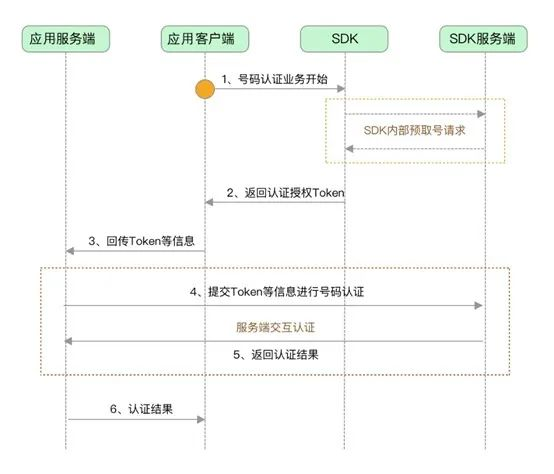 应用服务端
应用客户端
SDK
SDK服务端
1、号码认证业务开始
SDK内部预取号请求
2、返回认证授权Token
3、回传Token等信息
4、提交Token等信息进行号码认证
服务端交互认证
5、返回认证结果
6、认证结果